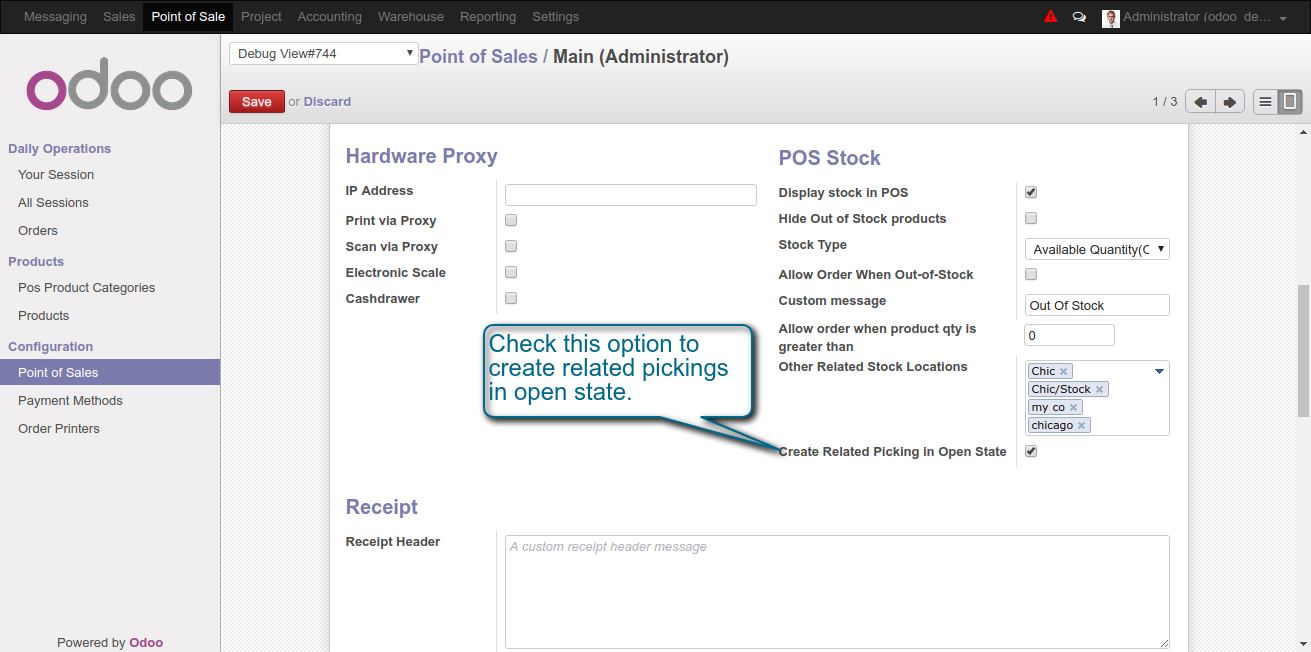 Messaging Sales Point of Sale Project Accounting Warehouse Reporting Settings Administrator (odoo_de...
odoo
Debug View#744 Point of Sales / Main (Administrator)
Save or Discard 1 / 3
Daily Operations
Your Session
All Sessions
Orders
Products
Pos Product Categories
Products
Configuration
Point of Sales
Payment Methods
Order Printers
Powered by Odoo
Hardware Proxy
IP Address
Print via Proxy
Scan via Proxy
Electronic Scale
Cashdrawer
POS Stock
Display stock in POS
Hide Out of Stock products
Stock Type Available Quantity(C
Allow Order When Out-of-Stock
Custom message Out Of Stock
Allow order when product qty is
greater than 0
Other Related Stock Locations Chic
Chic/Stock
my co
chicago
Create Related Picking in Open State
Check this option to
create related pickings
in open state.
Receipt
Receipt Header A custom receipt header message